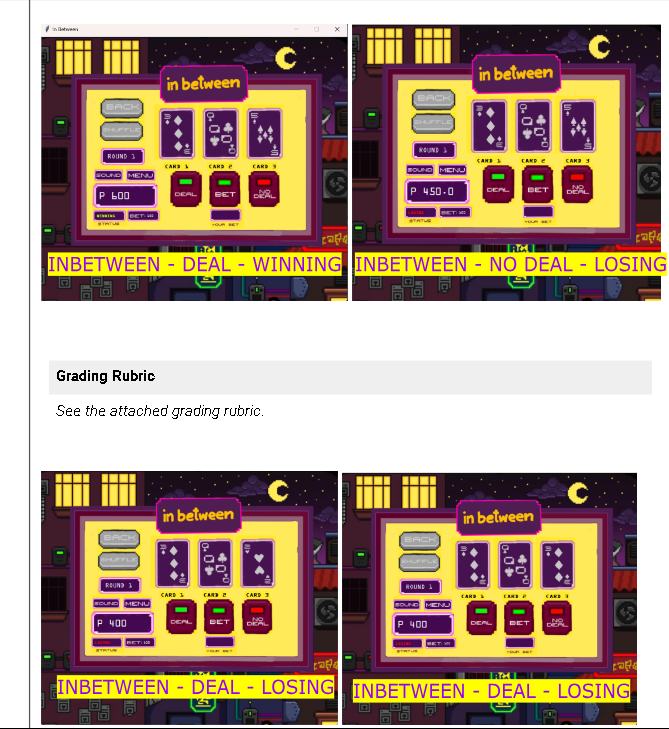 In Between
in between
BACK
SHUFFLE
ROUND 1
CARD 1 CARD 2 CARD 3
SOUND MENU
P 600
DEAL BET NO DEAL
WINNING BET: 100
STATUS
YOUR BET
INBETWEEN - DEAL - WINNING
in between
BACK
SHUFFLE
ROUND 1
CARD 1 CARD 2 CARD 3
SOUND MENU
P 450.0
DEAL BET NO DEAL
LOSING BET: 100
STATUS
YOUR BET
INBETWEEN - NO DEAL - LOSING
Grading Rubric
See the attached grading rubric.
in between
BACK
SHUFFLE
ROUND 1
CARD 1 CARD 2 CARD 3
SOUND MENU
P 400
DEAL BET NO DEAL
LOSING BET: 100
STATUS
YOUR BET
INBETWEEN - DEAL - LOSING
in between
BACK
SHUFFLE
ROUND 1
CARD 1 CARD 2 CARD 3
SOUND MENU
P 400
DEAL BET NO DEAL
LOSING BET: 100
STATUS
YOUR BET
INBETWEEN - DEAL - LOSING